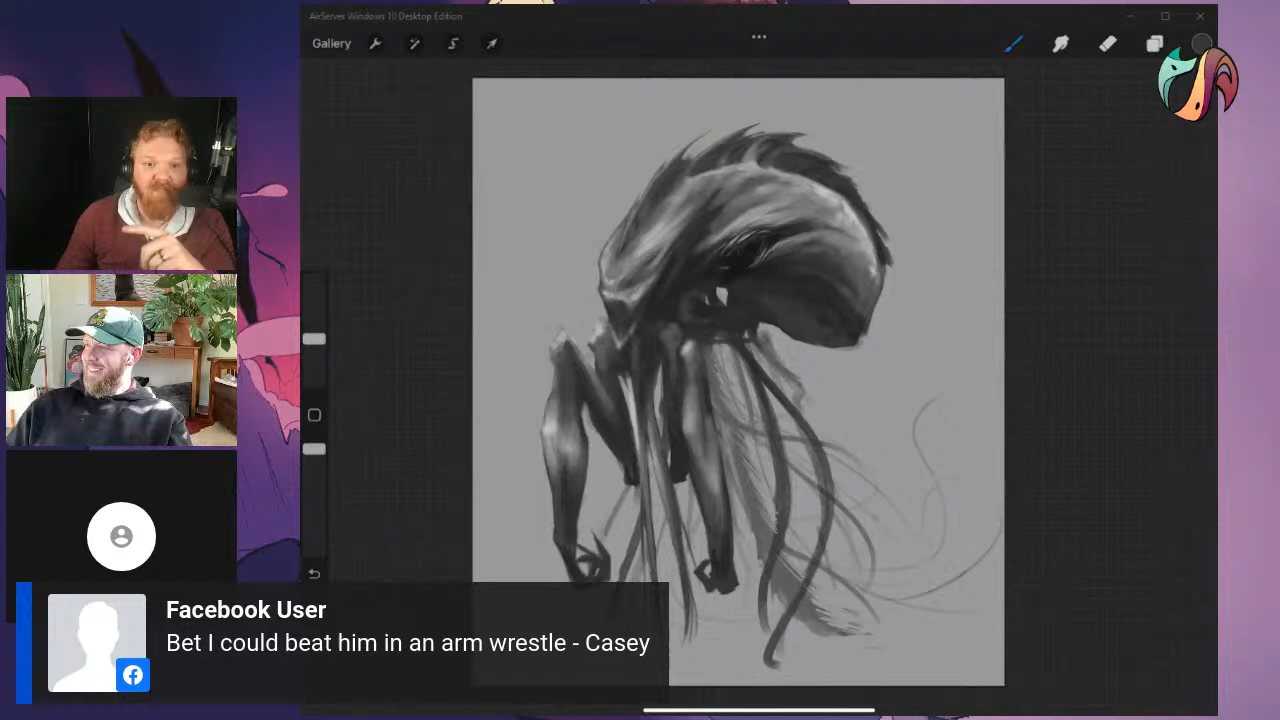 AirServer Windows 10 Desktop Edition
Gallery
Facebook User
Bet I could beat him in an arm wrestle - Casey